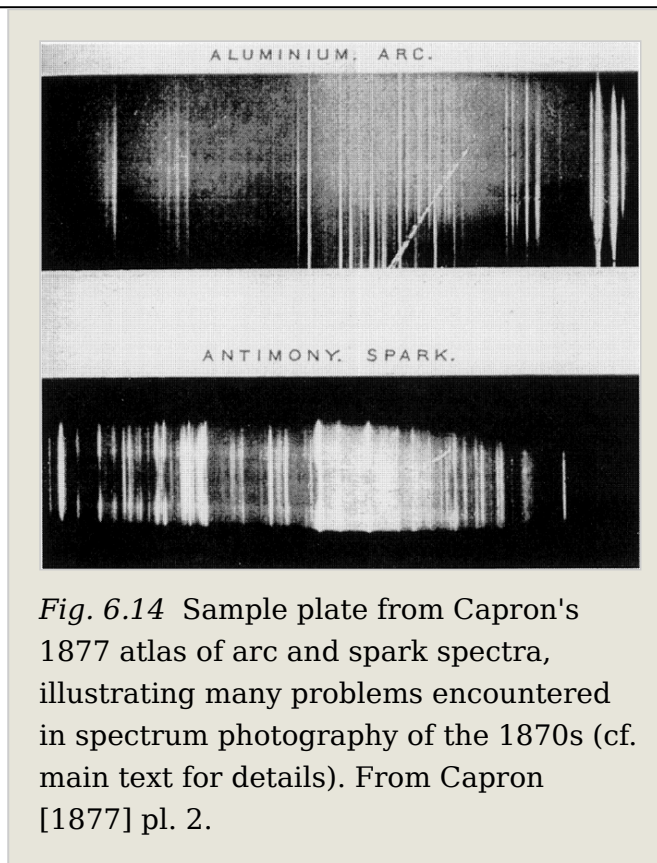 ALUMINIUM. ARC.
ANTIMONY. SPARK.
Fig. 6.14 Sample plate from Capron's
1877 atlas of arc and spark spectra,
illustrating many problems encountered
in spectrum photography of the 1870s (cf.
main text for details). From Capron
[1877] pl. 2.